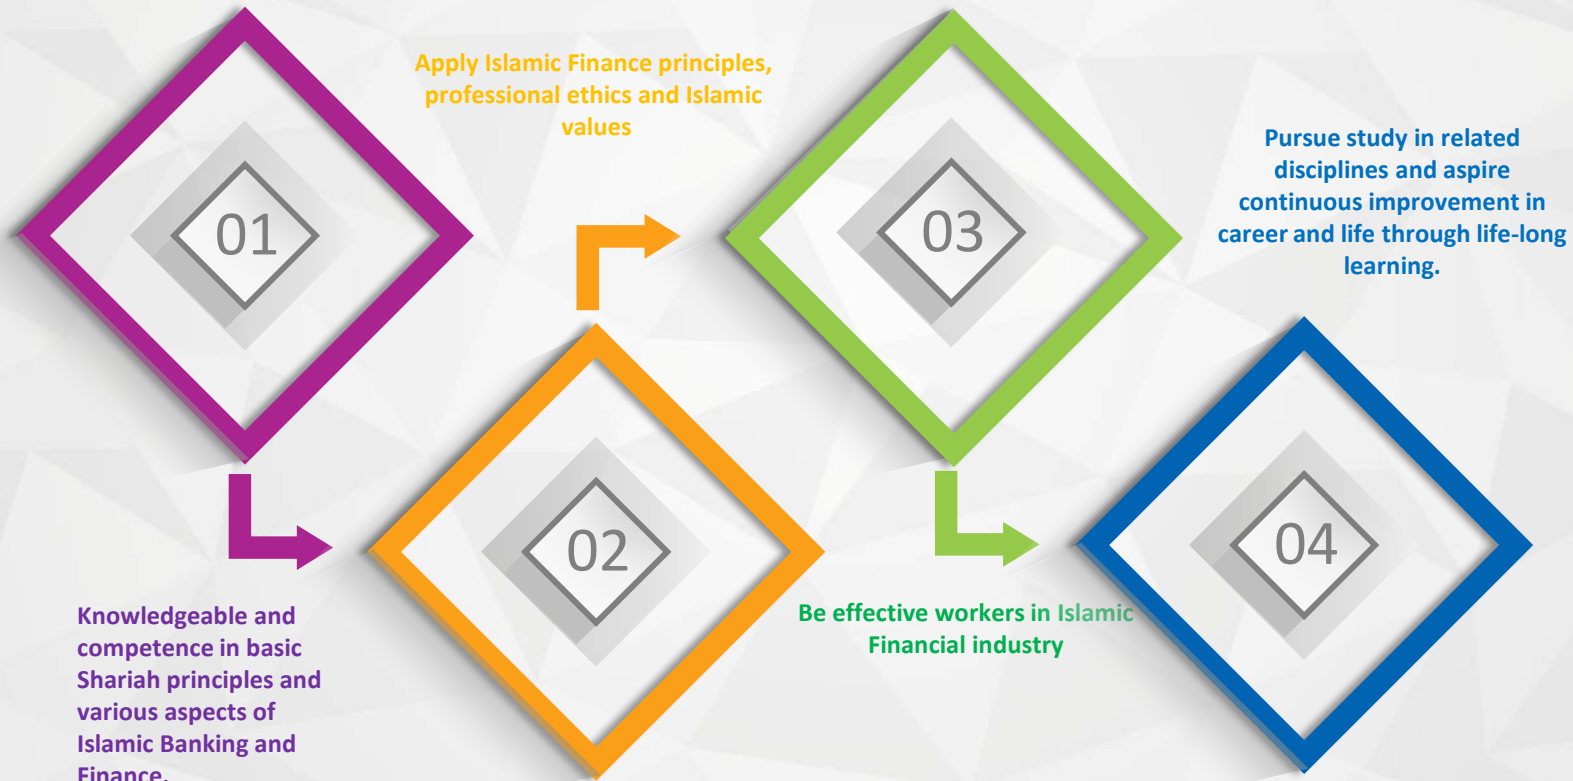 01
Knowledgeable and
competence in basic
Shariah principles and
various aspects of
Islamic Banking and
Finance.
02
Apply Islamic Finance principles,
professional ethics and Islamic
values
03
Be effective workers in Islamic
Financial industry
04
Pursue study in related
disciplines and aspire
continuous improvement in
career and life through life-long
learning.